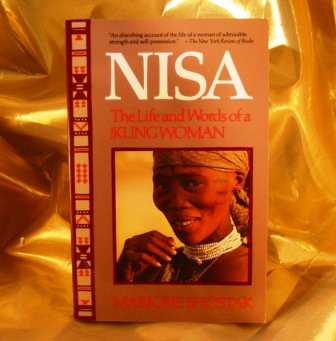 "An absorbing account of the life of a woman of admirable
strength and self-possession." —The New York Review of Books
NISA
The Life and Words of a
!KUNG WOMAN
MARJORIE SHOSTAK